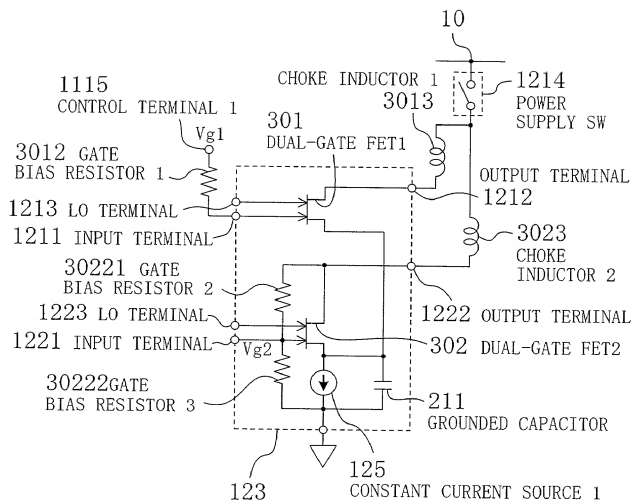 10
CHOKE INDUCTOR 1
1214
POWER
SUPPLY SW
1115
CONTROL TERMINAL 1
Vg1
3013
301
DUAL-GATE FET1
3012 GATE
BIAS RESISTOR 1
OUTPUT TERMINAL
1212
1213 LO TERMINAL
1211 INPUT TERMINAL
3023
CHOKE
INDUCTOR 2
30221 GATE
BIAS RESISTOR 2
1223
LO TERMINAL
1222 OUTPUT TERMINAL
1221 INPUT TERMINAL
Vg2
302 DUAL-GATE FET2
30222GATE
BIAS RESISTOR 3
211
GROUNDED CAPACITOR
123
125
CONSTANT CURRENT SOURCE 1